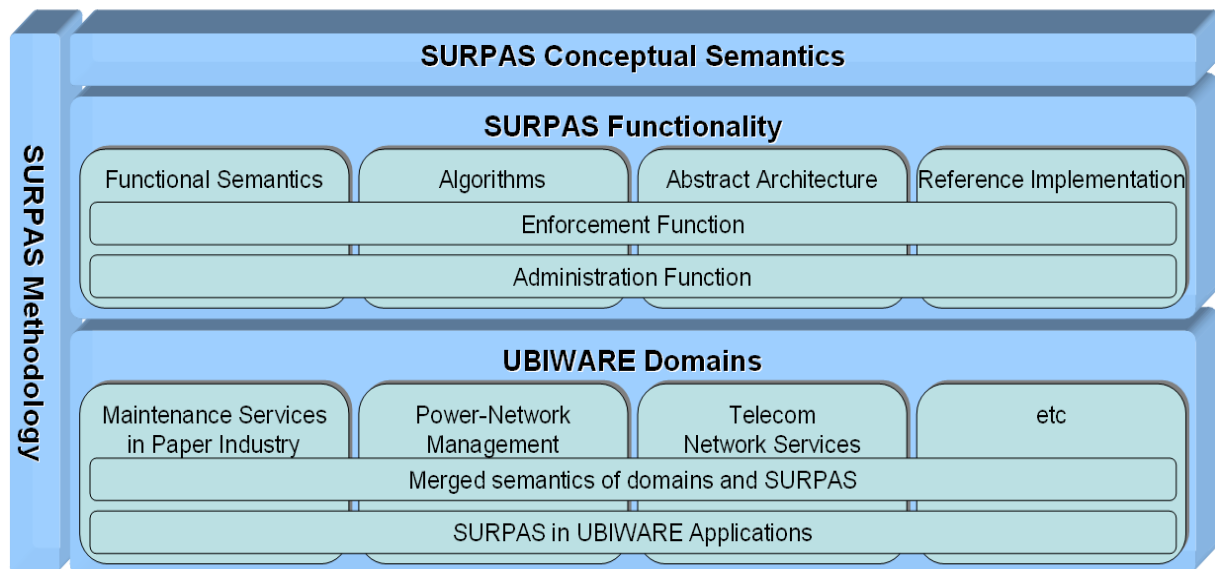 SURPAS Methodology
SURPAS Conceptual Semantics
SURPAS Functionality
Functional Semantics
Algorithms
Abstract Architecture
Reference Implementation
Enforcement Function
Administration Function
UBIWARE Domains
Maintenance Services
in Paper Industry
Power-Network
Management
Telecom
Network Services
etc
Merged semantics of domains and SURPAS
SURPAS in UBIWARE Applications